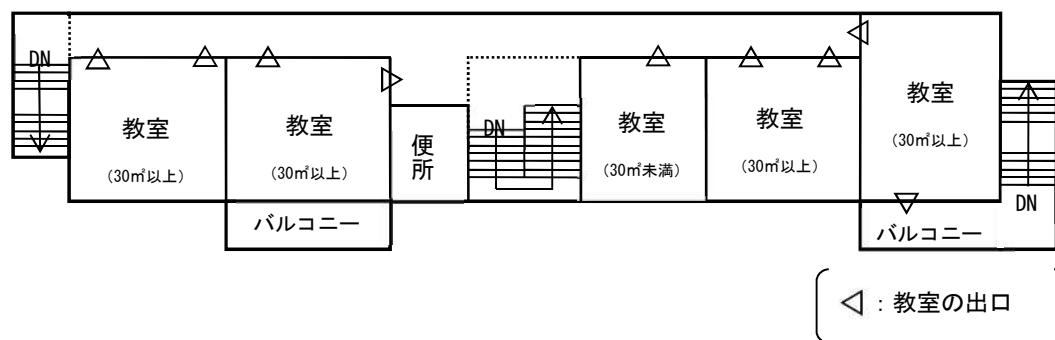 DN
教室
(30㎡以上)
教室
(30㎡以上)
便所
DN
教室
(30㎡未満)
教室
(30㎡以上)
教室
(30㎡以上)
DN
バルコニー
バルコニー
：教室の出口